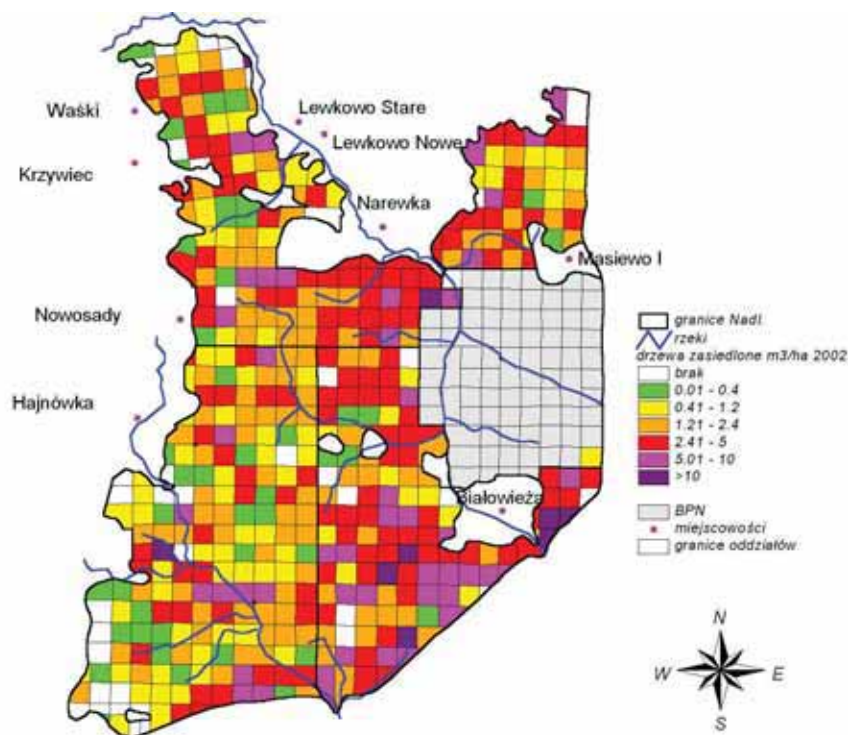 Waśki
Lewkowo Stare
Lewkowo Nowe
Krzywiec
Narewka
Masiewo I
Nowosady
Hajnówka
Białowieża
granice Nadl.
rzeki
drzewa zasiedlone m3/ha 2002
brak
0.01 - 0.4
0.41 - 1.2
1.21 - 2.4
2.41 - 5
5.01 - 10
>10
BPN
miejscowości
granice oddziałów
N
W E
S